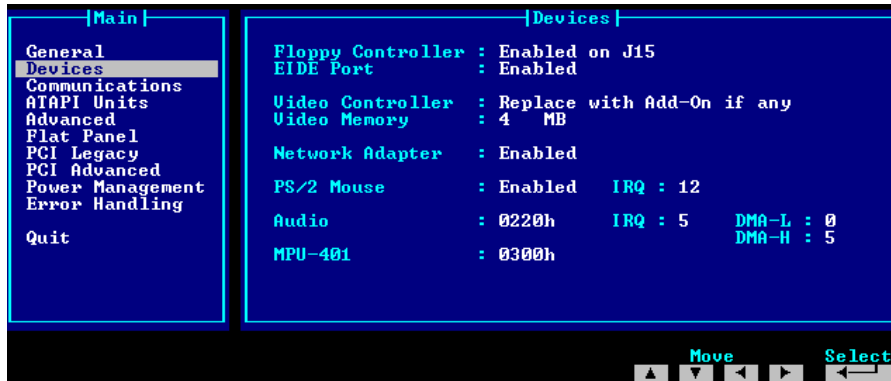 Main
General
Devices
Communications
ATAPI Units
Advanced
Flat Panel
PCI Legacy
PCI Advanced
Power Management
Error Handling
Quit
Devices
Floppy Controller : Enabled on J15
EIDE Port : Enabled
Video Controller : Replace with Add-On if any
Video Memory : 4 MB
Network Adapter : Enabled
PS/2 Mouse : Enabled IRQ : 12
Audio : 0220h IRQ : 5 DMA-L : 0
DMA-H : 5
MPU-401 : 0300h
Move Select